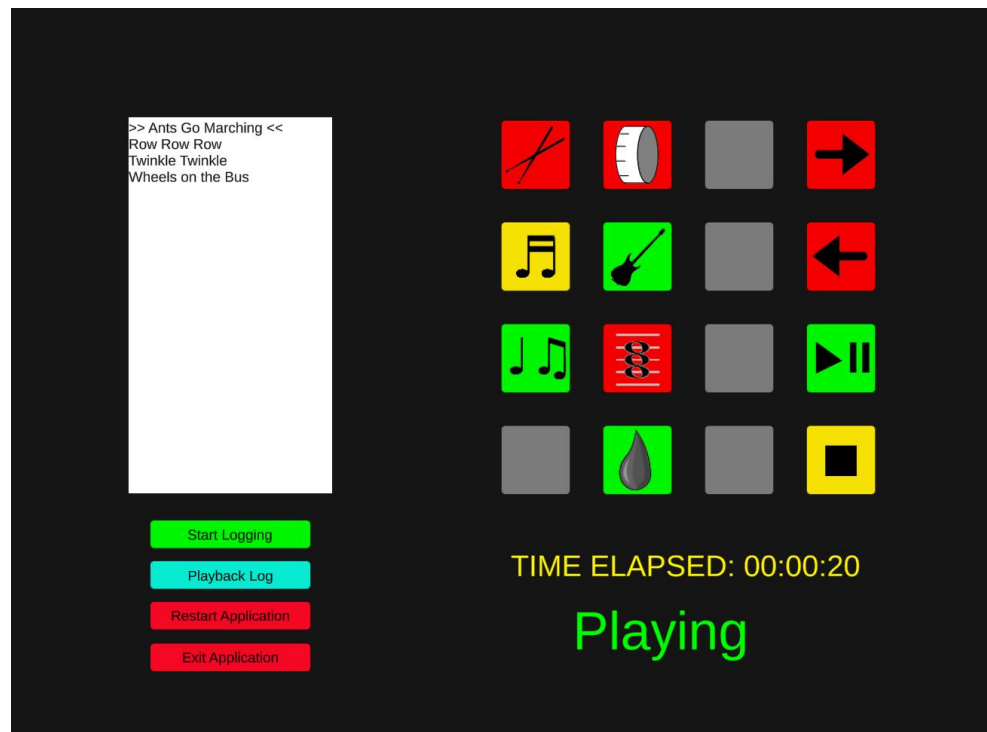 >> Ants Go Marching <<
Row Row Row
Twinkle Twinkle
Wheels on the Bus
Start Logging
Playback Log
Restart Application
Exit Application
TIME ELAPSED: 00:00:20
Playing